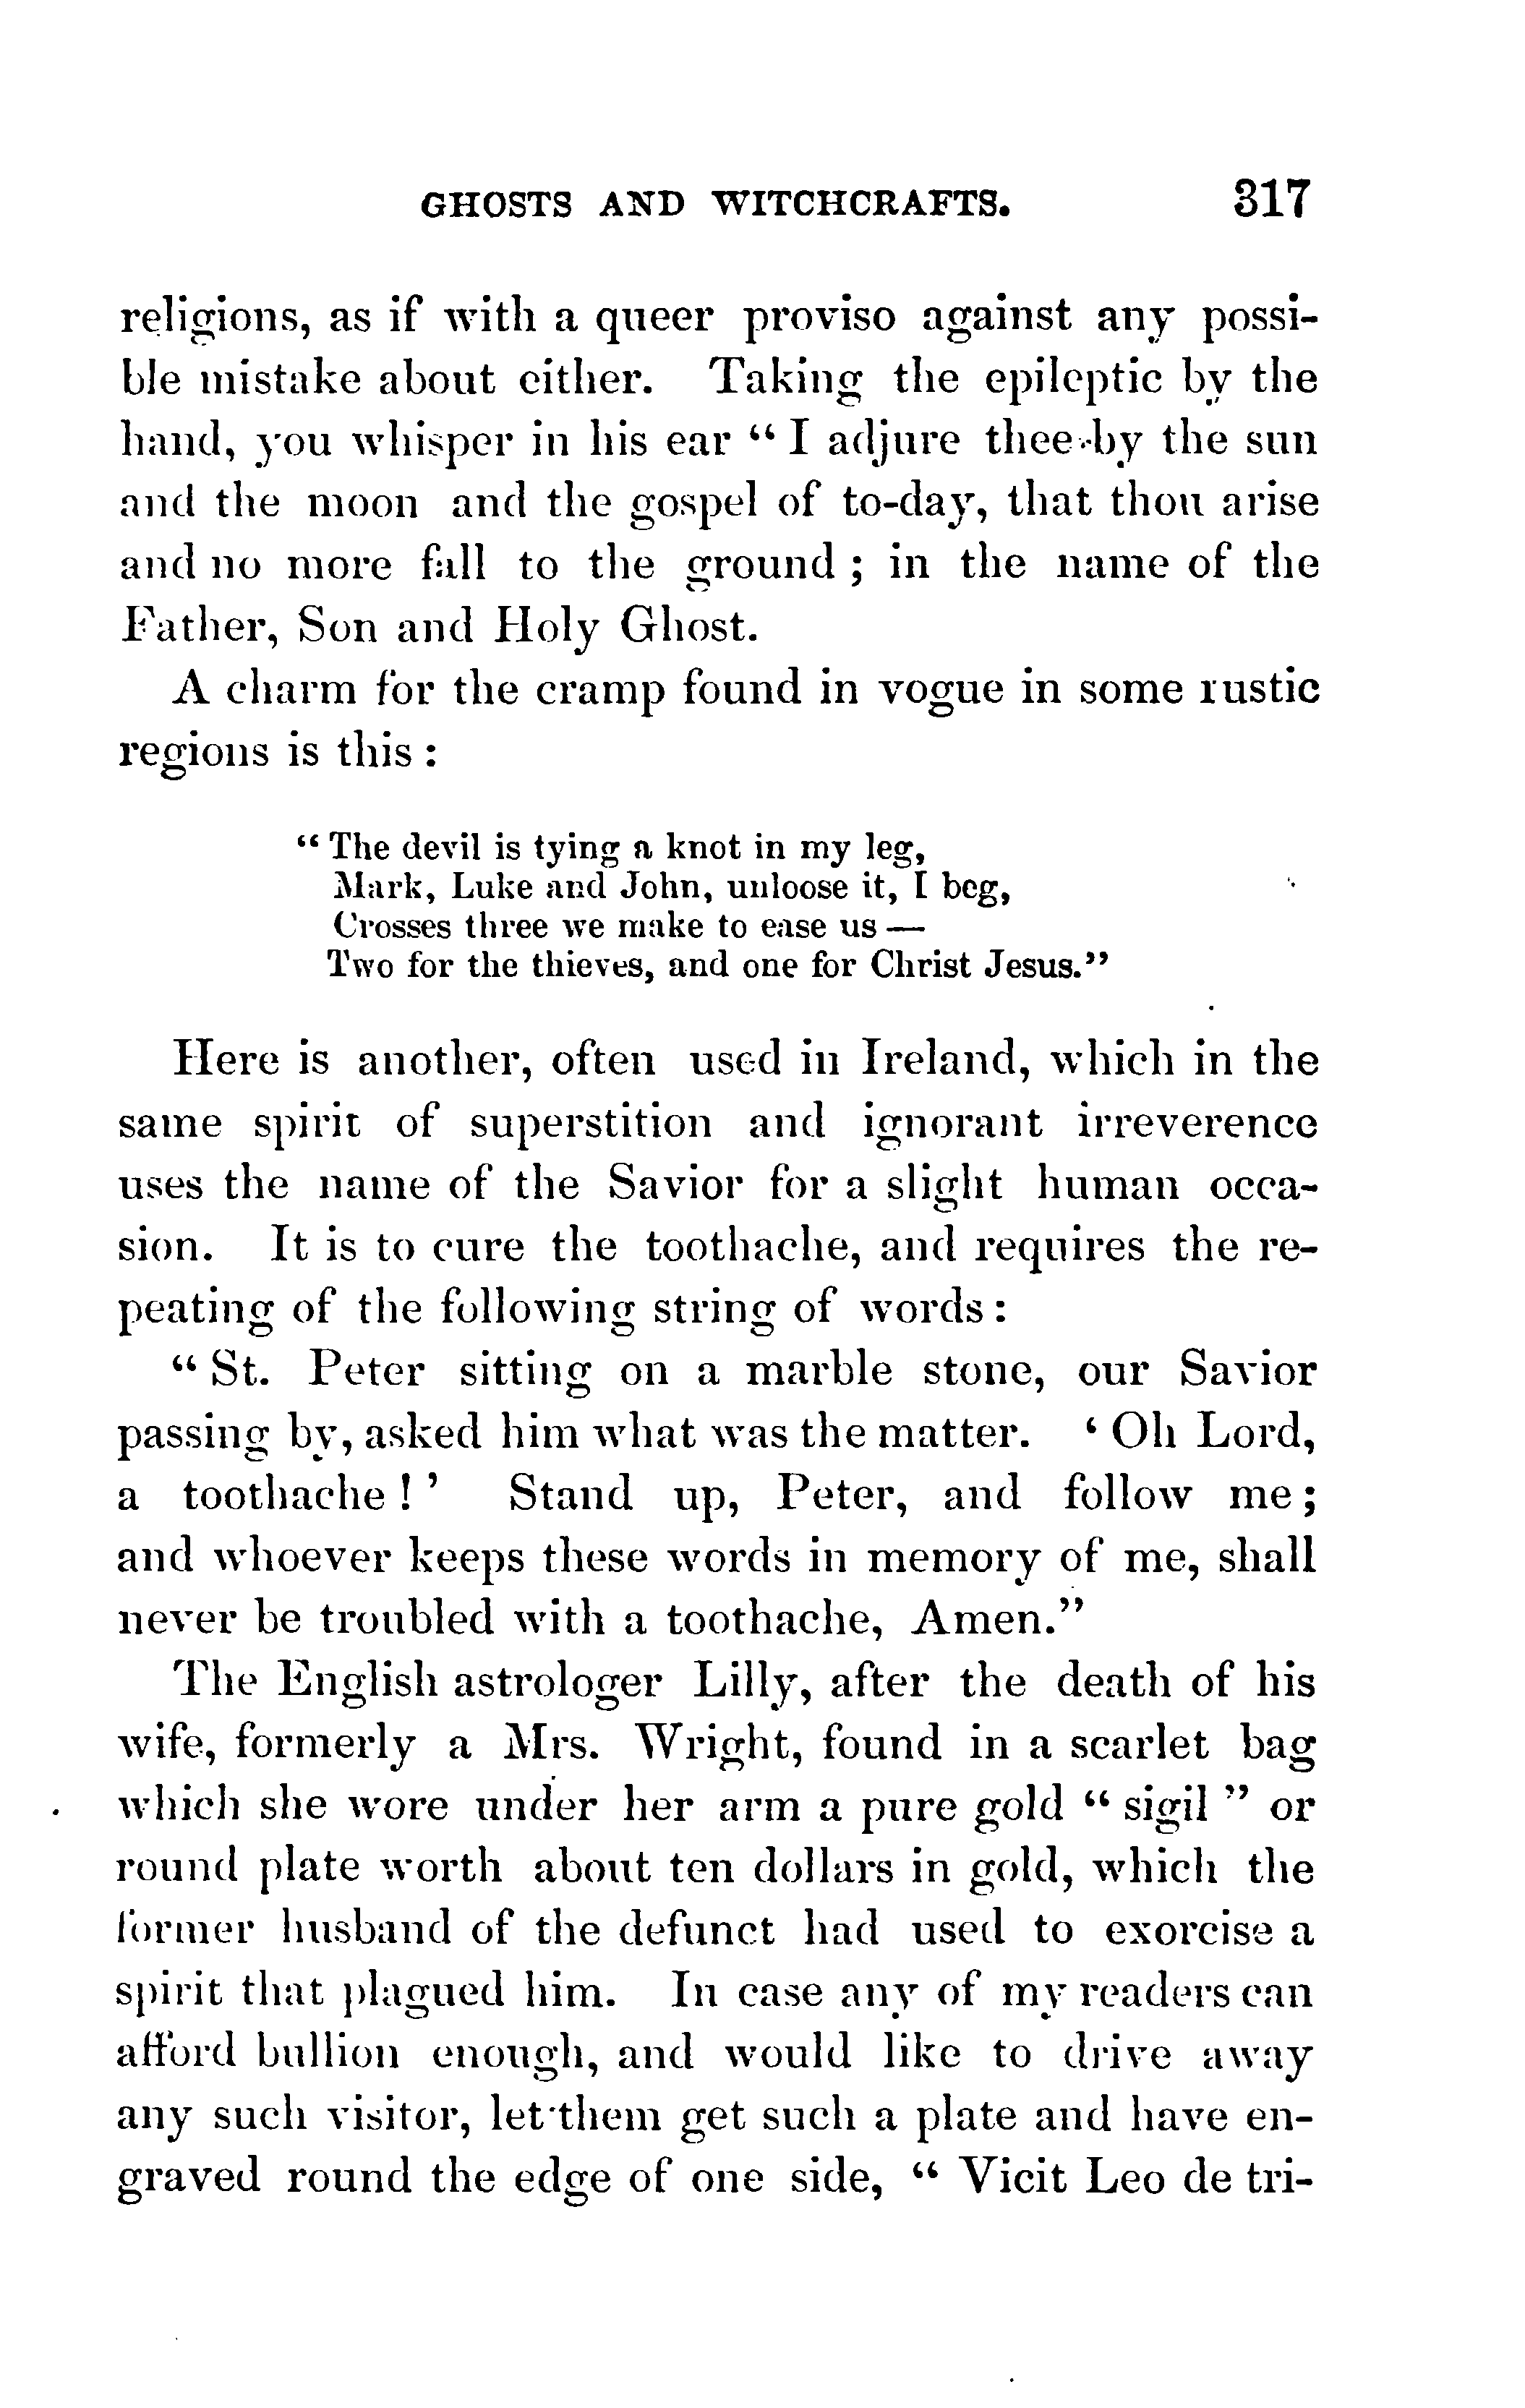 GHOSTS AND WITCHCRAFTS. 317
religions, as if with a queer proviso against any possi-
ble mistake about either. Taking the epileptic by the
hand, you whisper in his ear “ I adjure thee by the sun
and the moon and the gospel of to-day, that thou arise
and no more fall to the ground ; in the name of the
Father, Son and Holy Ghost.
A charm for the cramp found in vogue in some rustic
regions is this :
“ The devil is tying a knot in my leg,
Mark, Luke and John, unloose it, I beg,
Crosses three we make to ease us —
Two for the thieves, and one for Christ Jesus.”
Here is another, often used in Ireland, which in the
same spirit of superstition and ignorant irreverence
uses the name of the Savior for a slight human occa-
sion. It is to cure the toothache, and requires the re-
peating of the following string of words :
“ St. Peter sitting on a marble stone, our Savior
passing by, asked him what was the matter. ‘ Oh Lord,
a toothache ! ’ Stand up, Peter, and follow me ;
and whoever keeps these words in memory of me, shall
never be troubled with a toothache, Amen.”
The English astrologer Lilly, after the death of his
wife, formerly a Mrs. Wright, found in a scarlet bag
which she wore under her arm a pure gold “ sigil ” or
round plate worth about ten dollars in gold, which the
former husband of the defunct had used to exorcise a
spirit that plagued him. In case any of my readers can
afford bullion enough, and would like to drive away
any such visitor, let them get such a plate and have en-
graved round the edge of one side, “ Vicit Leo de tri-